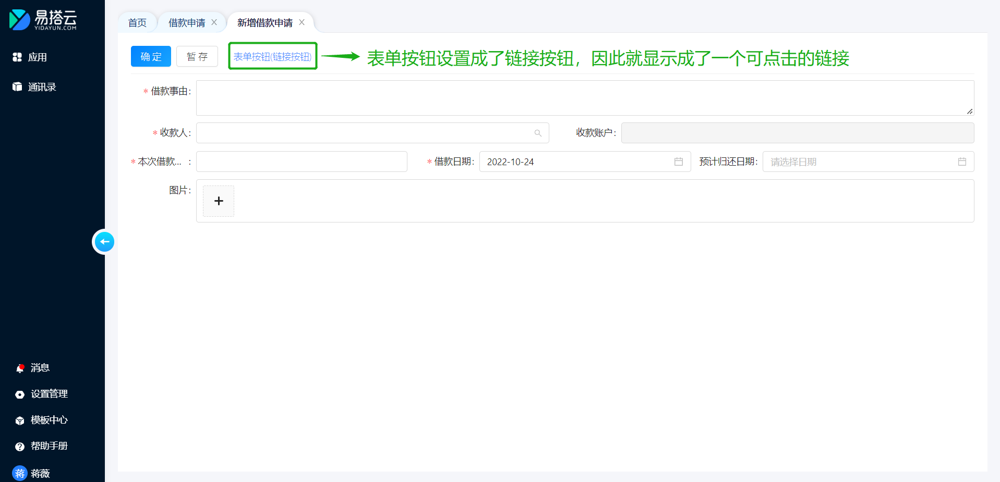 易搭云
YIDAYUN.COM
应用
通讯录
消息
设置管理
模板中心
帮助手册
蒋 蒋薇
首页 借款申请 新增借款申请
确 定 暂 存 表单按钮(链接按钮) 表单按钮设置成了链接按钮，因此就显示成了一个可点击的链接
* 借款事由:
* 收款人: 收款账户:
* 本次借款... : * 借款日期: 2022-10-24 预计归还日期: 请选择日期
图片: